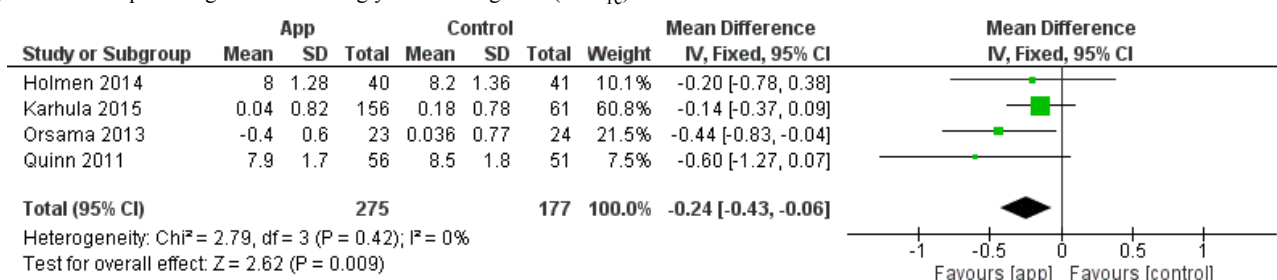 App Control Mean Difference Mean Difference
Study or Subgroup Mean SD Total Mean SD Total Weight IV, Fixed, 95% CI IV, Fixed, 95% CI
Holmen 2014 8 1.28 40 8.2 1.36 41 10.1% -0.20 [-0.78, 0.38]
Karhula 2015 0.04 0.82 156 0.18 0.78 61 60.8% -0.14 [-0.37, 0.09]
Orsama 2013 -0.4 0.6 23 0.036 0.77 24 21.5% -0.44 [-0.83, -0.04]
Quinn 2011 7.9 1.7 56 8.5 1.8 51 7.5% -0.60 [-1.27, 0.07]
Total (95% CI) 275 177 100.0% -0.24 [-0.43, -0.06]
Heterogeneity: Chi² = 2.79, df = 3 (P = 0.42); I² = 0%
Test for overall effect: Z = 2.62 (P = 0.009)
-1 -0.5 0 0.5 1
Favours [app] Favours [control]